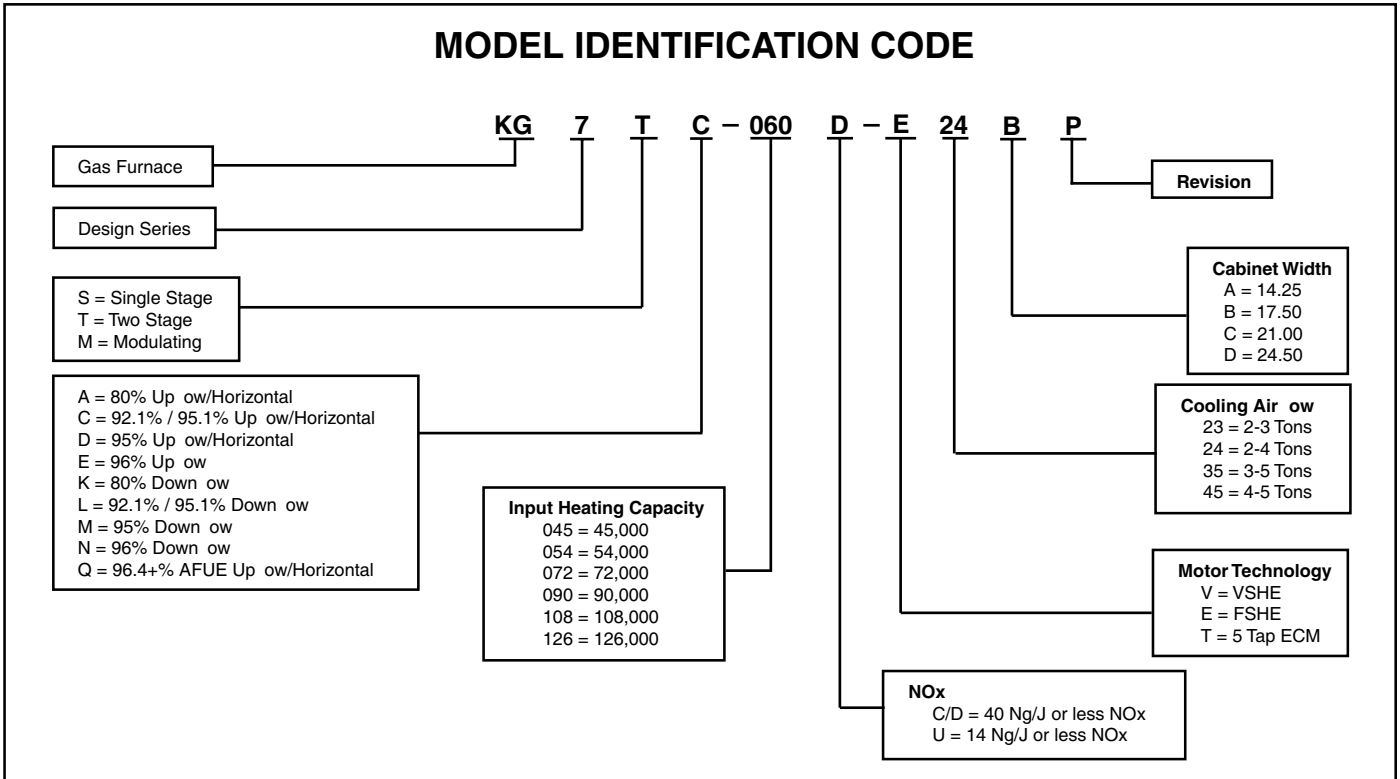 MODEL IDENTIFICATION CODE
KG 7 T C – 060 D – E 24 B P
Gas Furnace
Design Series
S = Single Stage
T = Two Stage
M = Modulating
A = 80% Up ow/Horizontal
C = 92.1% / 95.1% Up ow/Horizontal
D = 95% Up ow/Horizontal
E = 96% Up ow
K = 80% Down ow
L = 92.1% / 95.1% Down ow
M = 95% Down ow
N = 96% Down ow
Q = 96.4+% AFUE Up ow/Horizontal
Input Heating Capacity
045 = 45,000
054 = 54,000
072 = 72,000
090 = 90,000
108 = 108,000
126 = 126,000
Revision
Cabinet Width
A = 14.25
B = 17.50
C = 21.00
D = 24.50
Cooling Air ow
23 = 2-3 Tons
24 = 2-4 Tons
35 = 3-5 Tons
45 = 4-5 Tons
Motor Technology
V = VSHE
E = FSHE
T = 5 Tap ECM
NOx
C/D = 40 Ng/J or less NOx
U = 14 Ng/J or less NOx